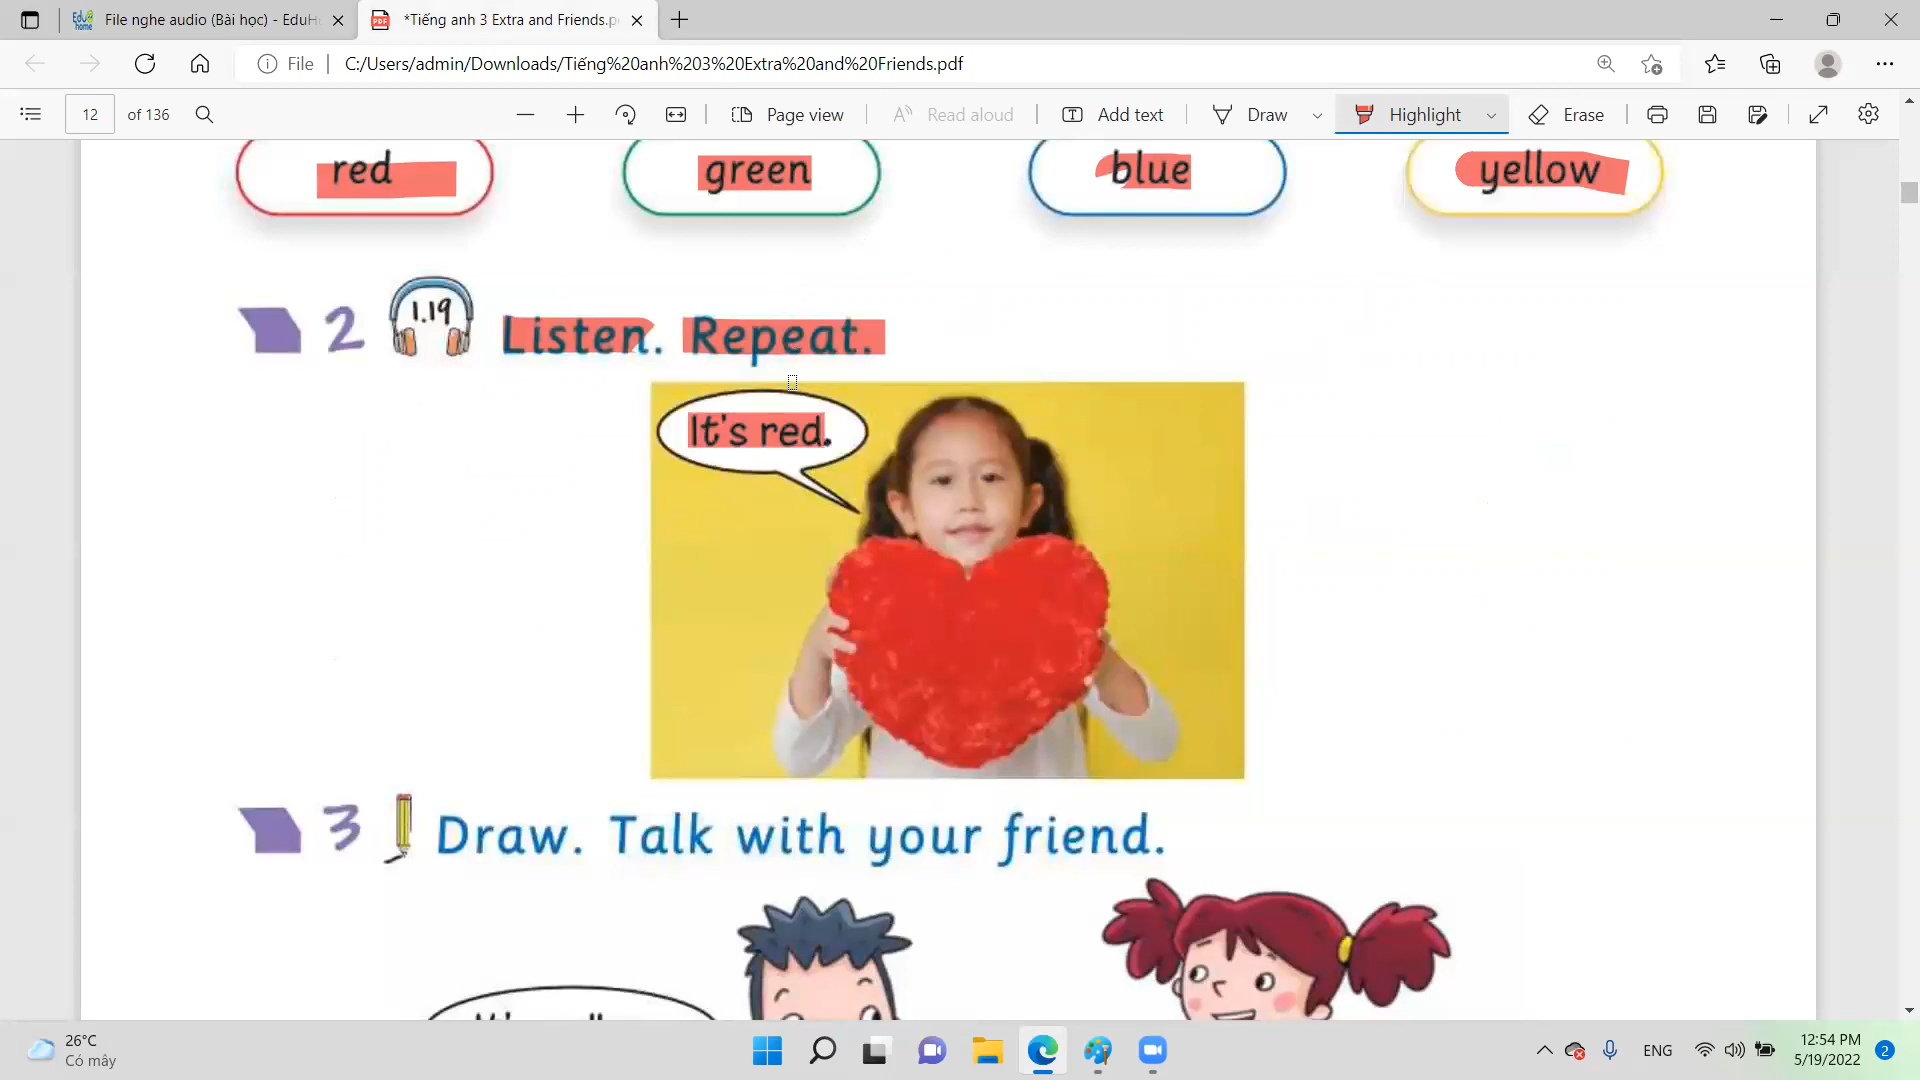 File nghe audio (Bài học) - EduH
*Tiếng anh 3 Extra and Friends.p
File
C:/Users/admin/Downloads/Tiếng%20anh%203%20Extra%20and%20Friends.pdf
12 of 136
Page view
Read aloud
Add text
Draw
Highlight
Erase
red green blue yellow
2 1.19 Listen. Repeat.
It's red.
3 Draw. Talk with your friend.
26°C
Có mây
ENG
12:54 PM
5/19/2022
2